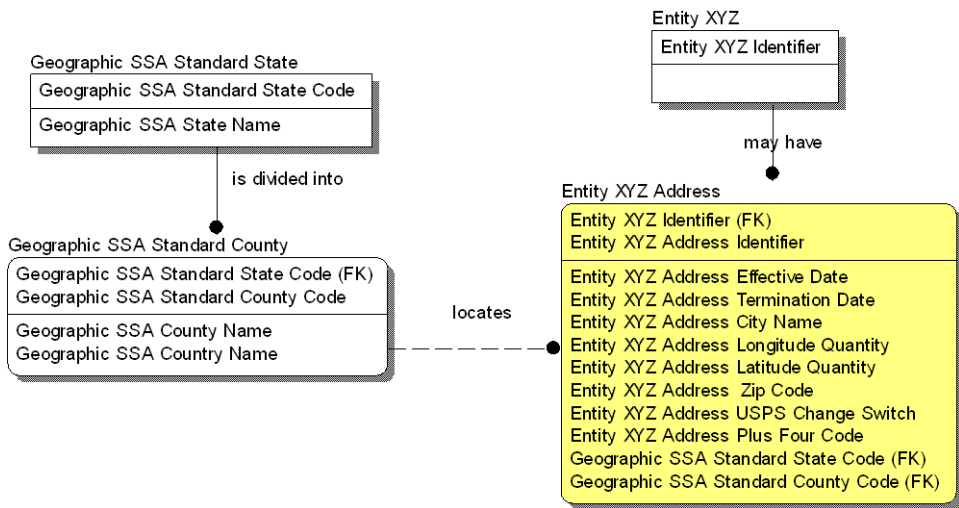 Geographic SSA Standard State
Geographic SSA Standard State Code
Geographic SSA State Name
is divided into
Geographic SSA Standard County
Geographic SSA Standard State Code (FK)
Geographic SSA Standard County Code
Geographic SSA County Name
Geographic SSA Country Name
locates
Entity XYZ
Entity XYZ Identifier
may have
Entity XYZ Address
Entity XYZ Identifier (FK)
Entity XYZ Address Identifier
Entity XYZ Address Effective Date
Entity XYZ Address Termination Date
Entity XYZ Address City Name
Entity XYZ Address Longitude Quantity
Entity XYZ Address Latitude Quantity
Entity XYZ Address Zip Code
Entity XYZ Address USPS Change Switch
Entity XYZ Address Plus Four Code
Geographic SSA Standard State Code (FK)
Geographic SSA Standard County Code (FK)